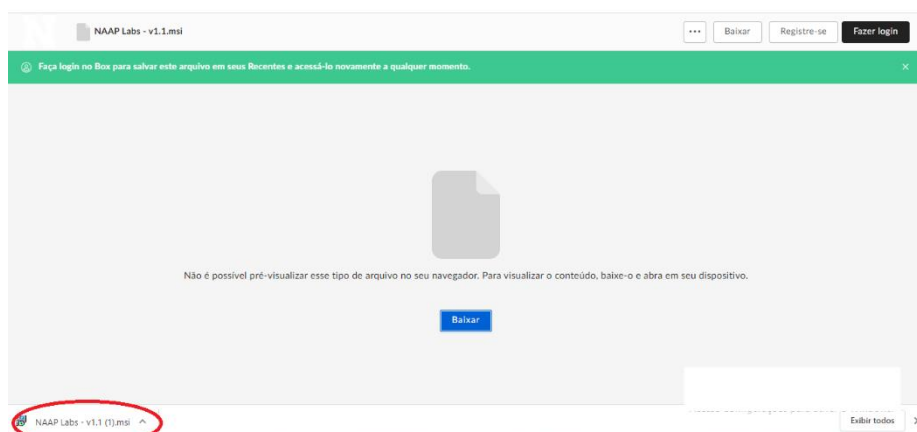 NAAP Labs - v1.1.msi
... Baixar Registre-se Fazer login
Faça login no Box para salvar este arquivo em seus Recentes e acessá-lo novamente a qualquer momento.
Não é possível pré-visualizar esse tipo de arquivo no seu navegador. Para visualizar o conteúdo, baixe-o e abra em seu dispositivo.
Baixar
NAAP Labs - v1.1 (1).msi
Exibir todos